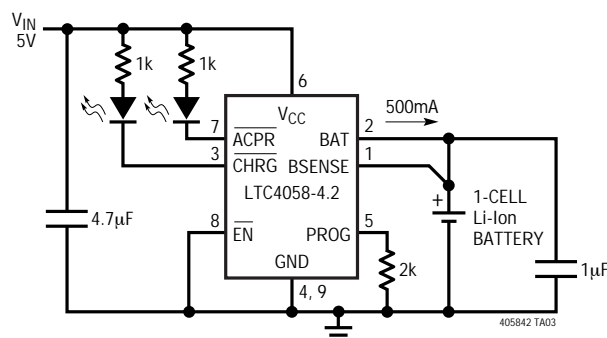 VIN
5V
1k
1k
6
VCC
500mA
7
ACPR
BAT
2
3
CHRG
BSENSE
1
LTC4058-4.2
4.7µF
8
EN
PROG
5
GND
4, 9
2k
+
1-CELL
Li-Ion
BATTERY
1µF
405842 TA03